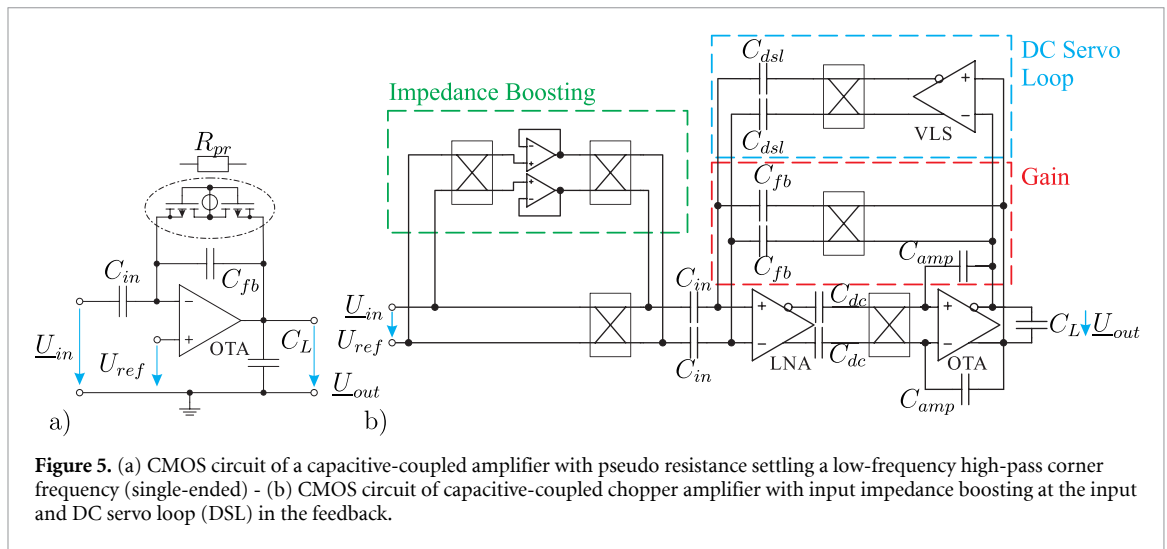 DC Servo
Loop
C_dsl
Impedance Boosting
+
−
VLS
C_dsl
R_pr
−
+
+
−
Gain
C_fb
C_in
C_fb
C_fb
C_amp
−
+
OTA
C_in
C_dc
U_in
U_in
+
−
LNA
+
−
OTA
C_L
U_out
U_ref
C_L
U_ref
C_in
C_dc
C_amp
U_out
a)
b)
Figure 5. (a) CMOS circuit of a capacitive-coupled amplifier with pseudo resistance settling a low-frequency high-pass corner
frequency (single-ended) - (b) CMOS circuit of capacitive-coupled chopper amplifier with input impedance boosting at the input
and DC servo loop (DSL) in the feedback.